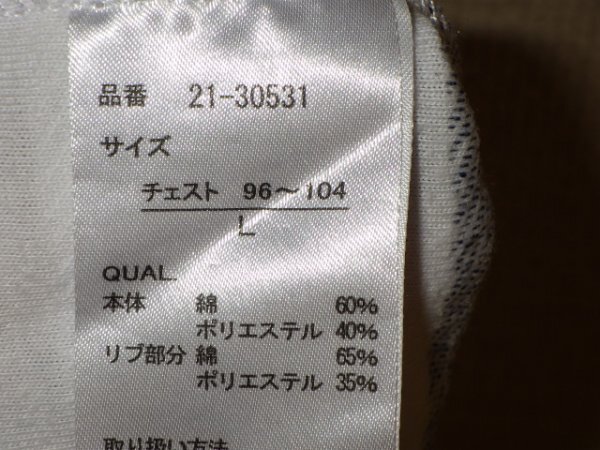 品番 21-30531
サイズ
チェスト 96〜104
L
QUAL.
本体 綿 60%
ポリエステル 40%
リブ部分 綿 65%
ポリエステル 35%
取り扱い方法